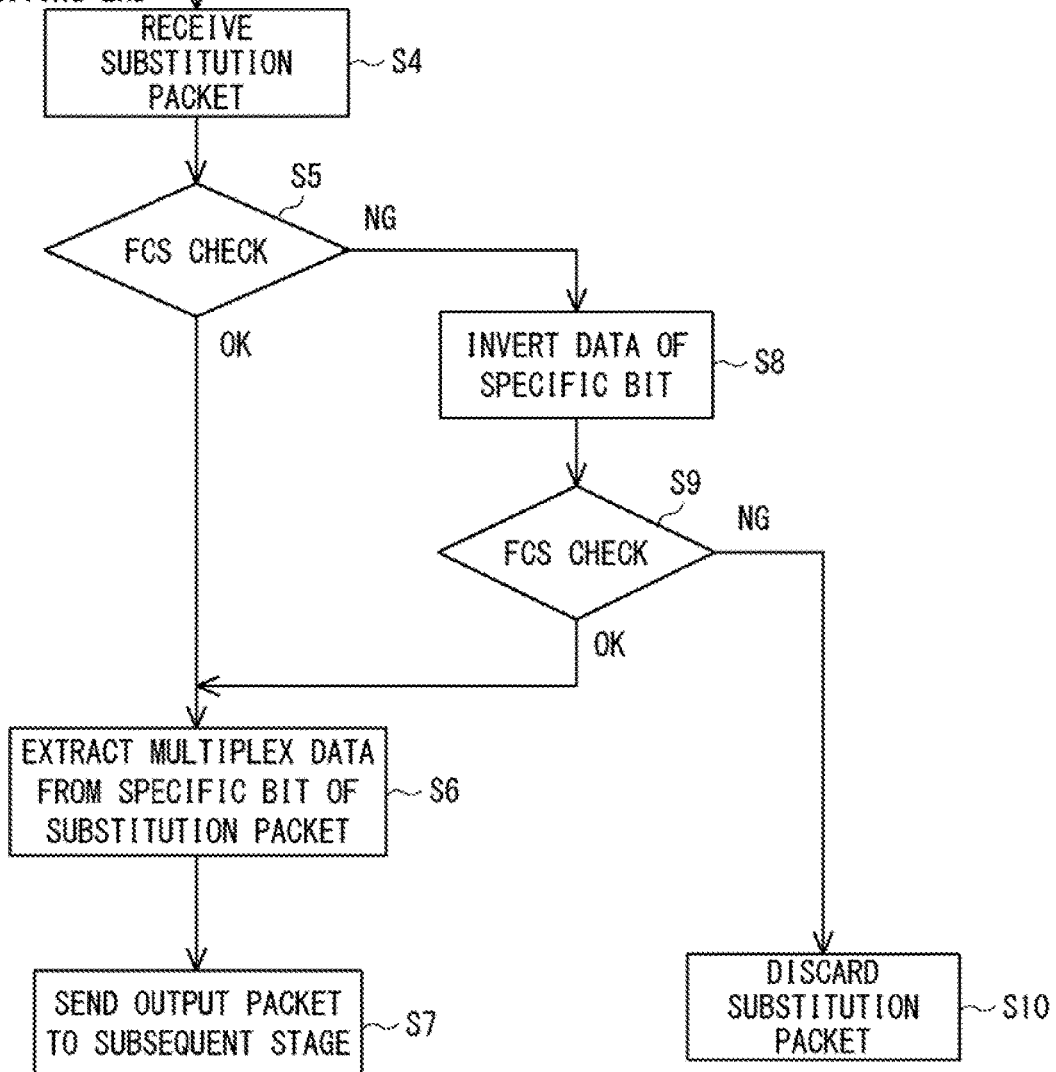 RECEIVE
SUBSTITUTION
PACKET
S4
S5
FCS CHECK
NG
OK
INVERT DATA OF
SPECIFIC BIT
S8
S9
FCS CHECK
NG
OK
EXTRACT MULTIPLEX DATA
FROM SPECIFIC BIT OF
SUBSTITUTION PACKET
S6
SEND OUTPUT PACKET
TO SUBSEQUENT STAGE
S7
DISCARD
SUBSTITUTION
PACKET
S10